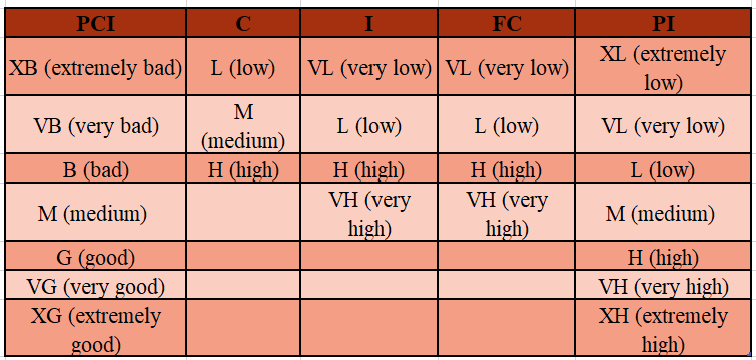 PCI C I FC PI
XB (extremely bad) L (low) VL (very low) VL (very low) XL (extremely low)
VB (very bad) M (medium) L (low) L (low) VL (very low)
B (bad) H (high) H (high) H (high) L (low)
M (medium) VH (very high) VH (very high) M (medium)
G (good) H (high)
VG (very good) VH (very high)
XG (extremely good) XH (extremely high)